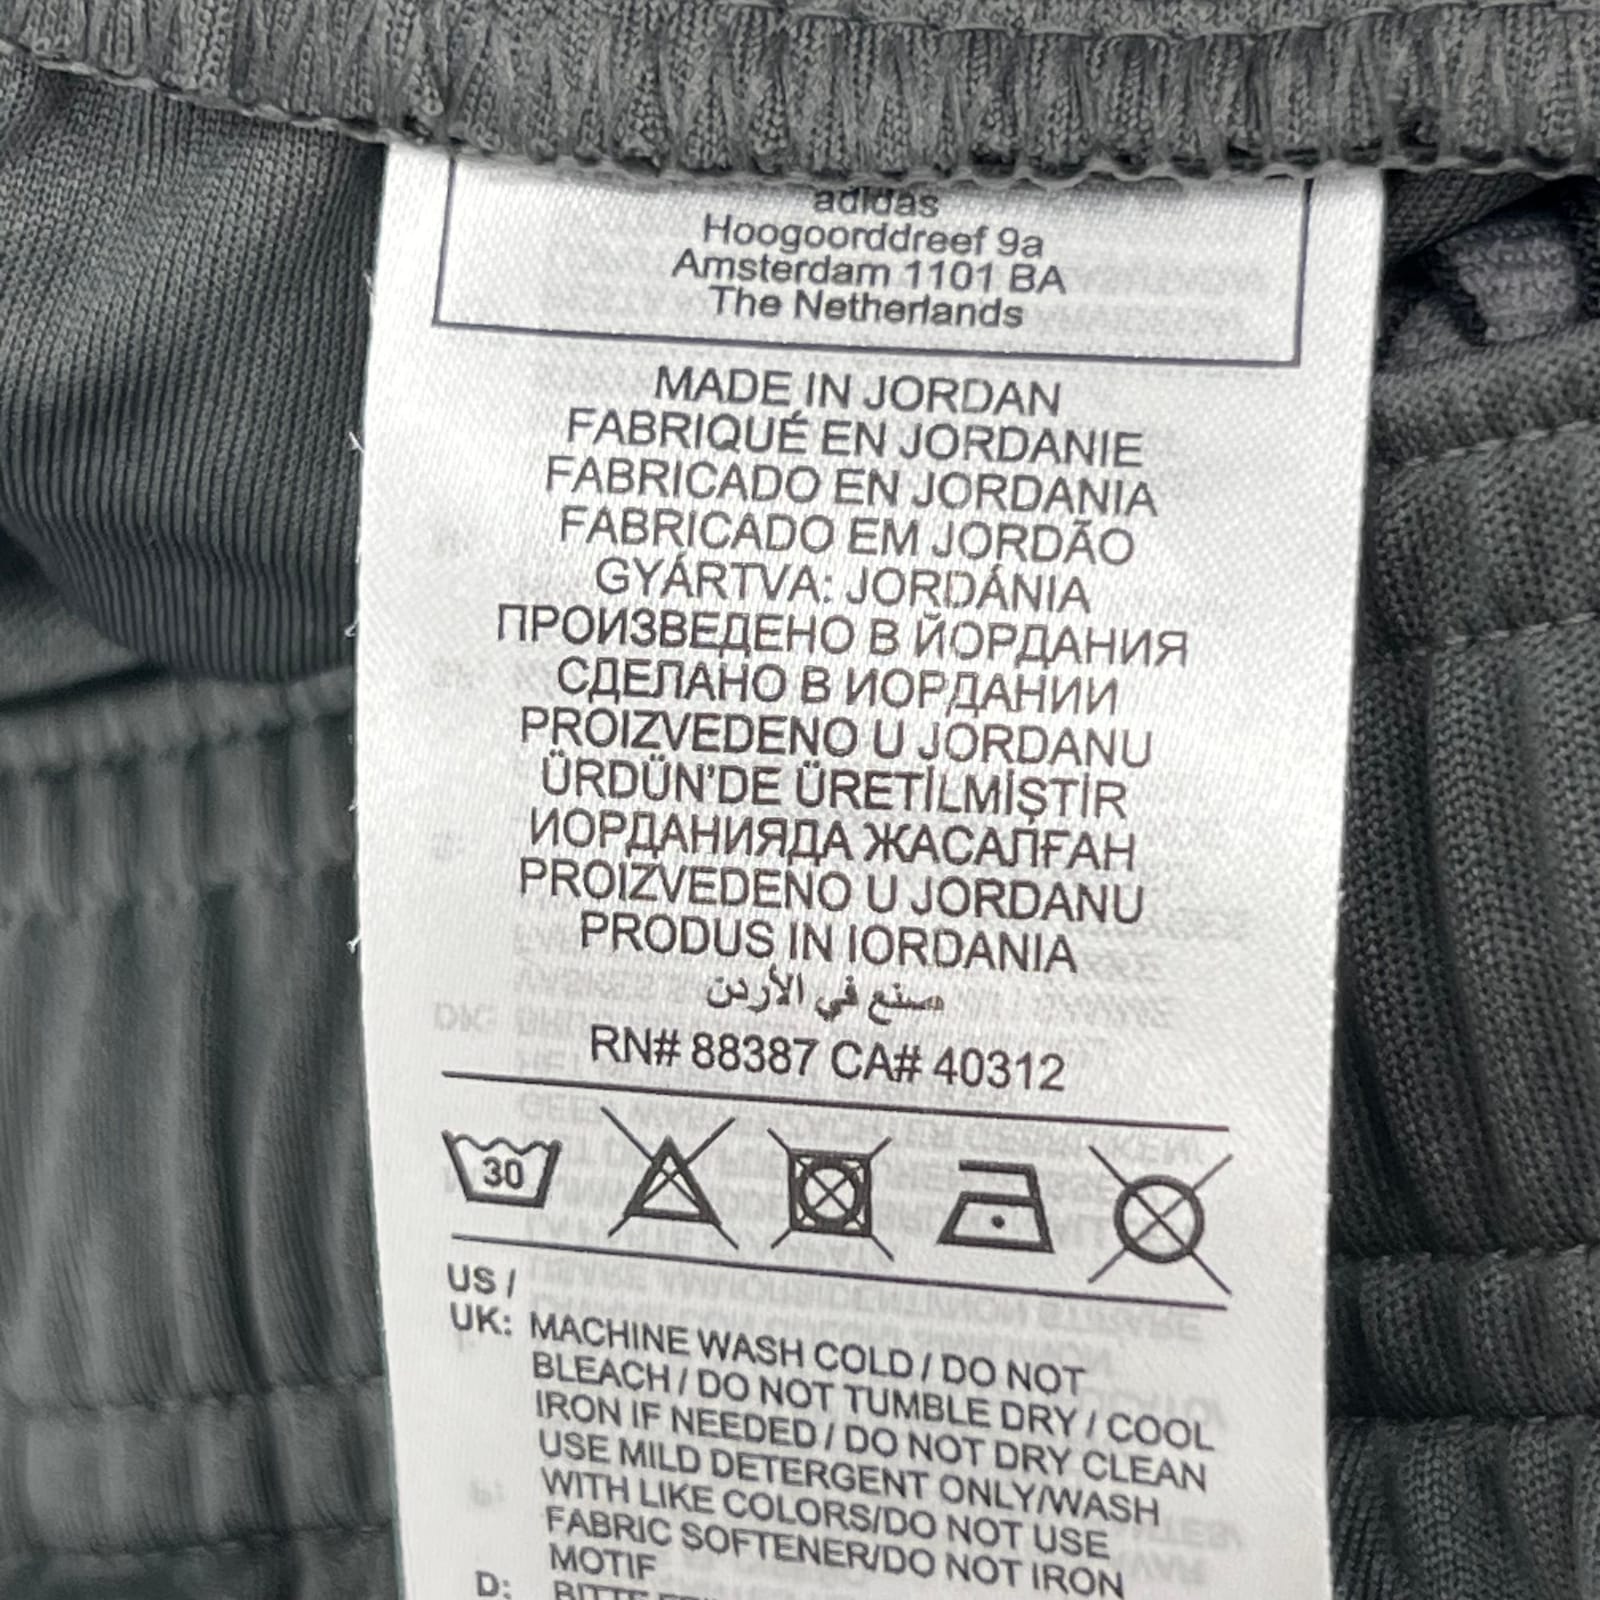 adidas
Hoogoorddreef 9a
Amsterdam 1101 BA
The Netherlands
MADE IN JORDAN
FABRIQUÉ EN JORDANIE
FABRICADO EN JORDANIA
FABRICADO EM JORDÃO
GYÁRTVA: JORDÁNIA
ПРОИЗВЕДЕНО В ЙОРДАНИЯ
СДЕЛАНО В ИОРДАНИИ
PROIZVEDENO U JORDANU
ÜRDÜN'DE ÜRETİLMİŞTİR
ИОРДАНИЯДА ЖАСАЛҒАН
PROIZVEDENO U JORDANU
PRODUS IN IORDANIA
صنع في الأردن
RN# 88387 CA# 40312
30
US /
UK: MACHINE WASH COLD / DO NOT
BLEACH / DO NOT TUMBLE DRY / COOL
IRON IF NEEDED / DO NOT DRY CLEAN
USE MILD DETERGENT ONLY/WASH
WITH LIKE COLORS/DO NOT USE
FABRIC SOFTENER/DO NOT IRON
MOTIF
D: BITTE